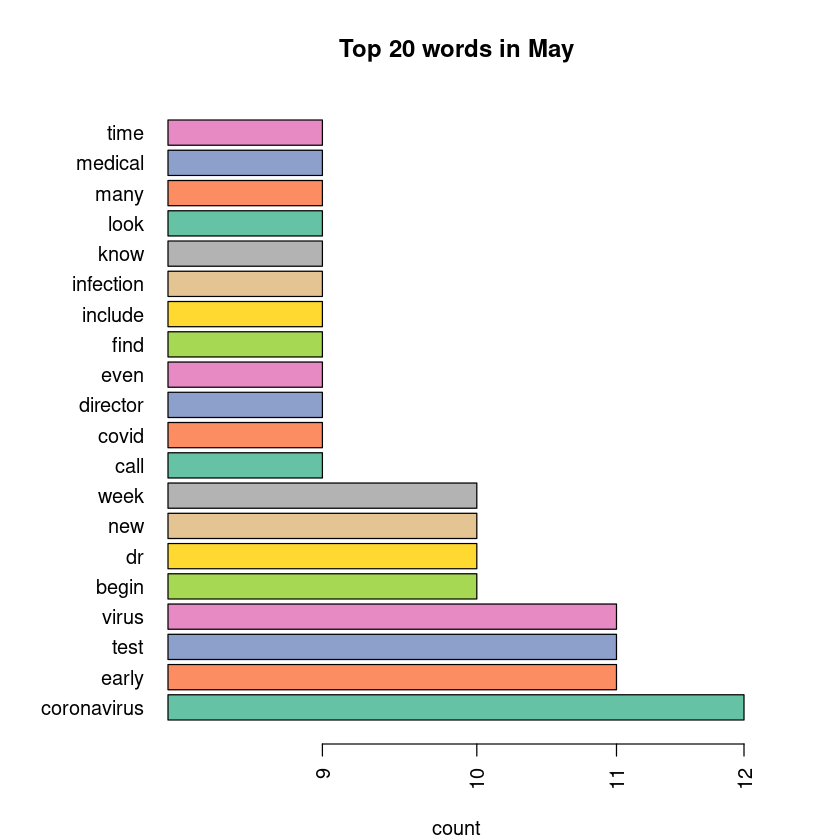 Top 20 words in May
time
medical
many
look
know
infection
include
find
even
director
covid
call
week
new
dr
begin
virus
test
early
coronavirus
9
10
11
12
count